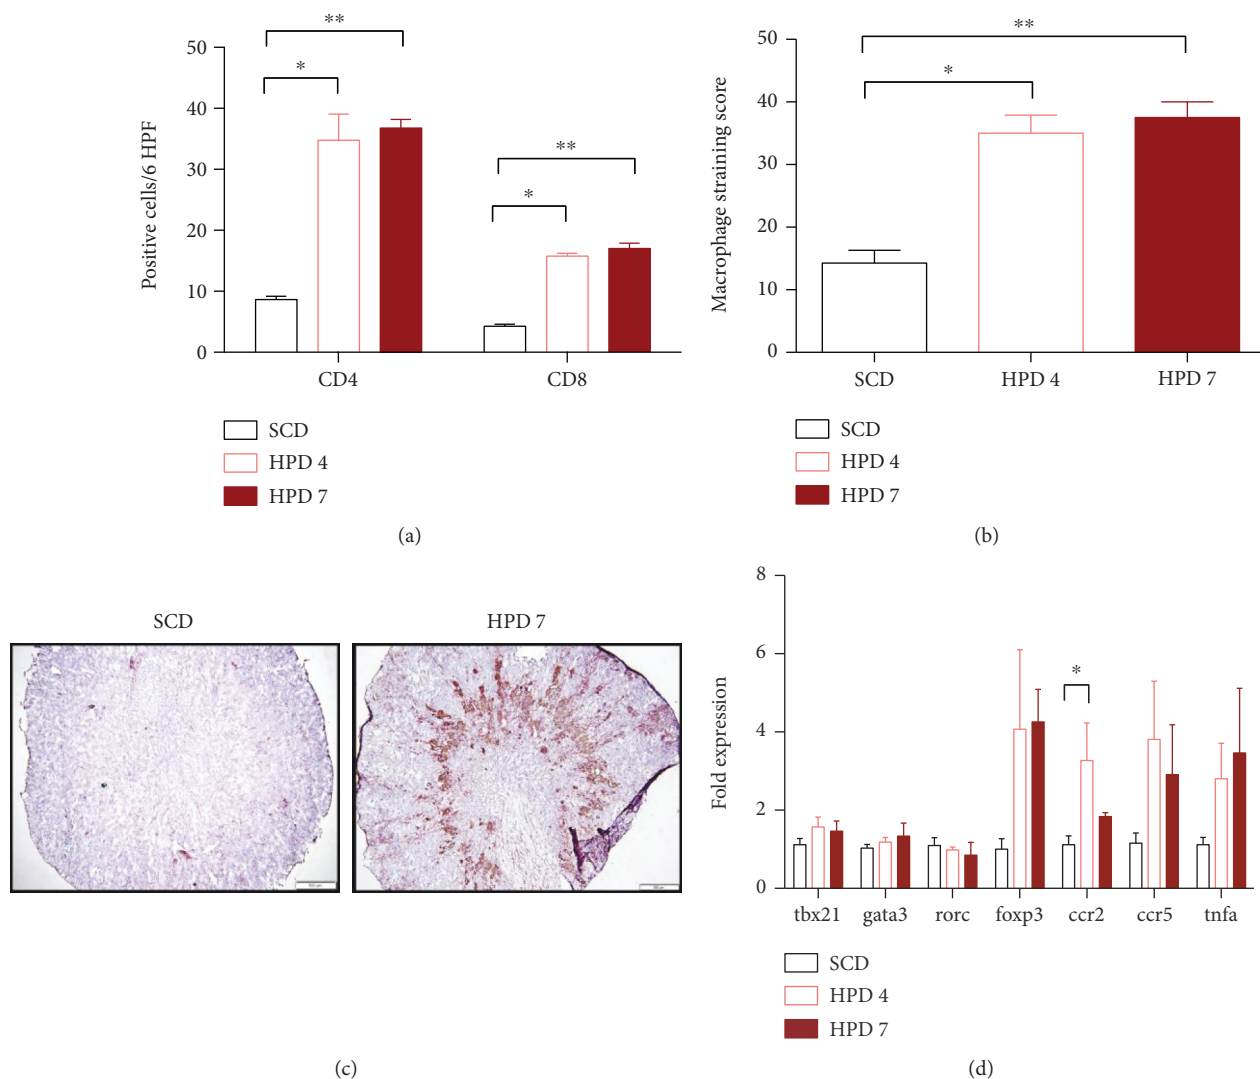 **
*
**
*
50
40
30
20
10
0
Positive cells/6 HPF
CD4
CD8
SCD
HPD 4
HPD 7
(a)
**
*
50
40
30
20
10
0
Macrophage straining score
SCD
HPD 4
HPD 7
SCD
HPD 4
HPD 7
(b)
SCD
HPD 7
(c)
*
8
6
4
2
0
Fold expression
tbx21
gata3
rorc
foxp3
ccr2
ccr5
tnfa
SCD
HPD 4
HPD 7
(d)